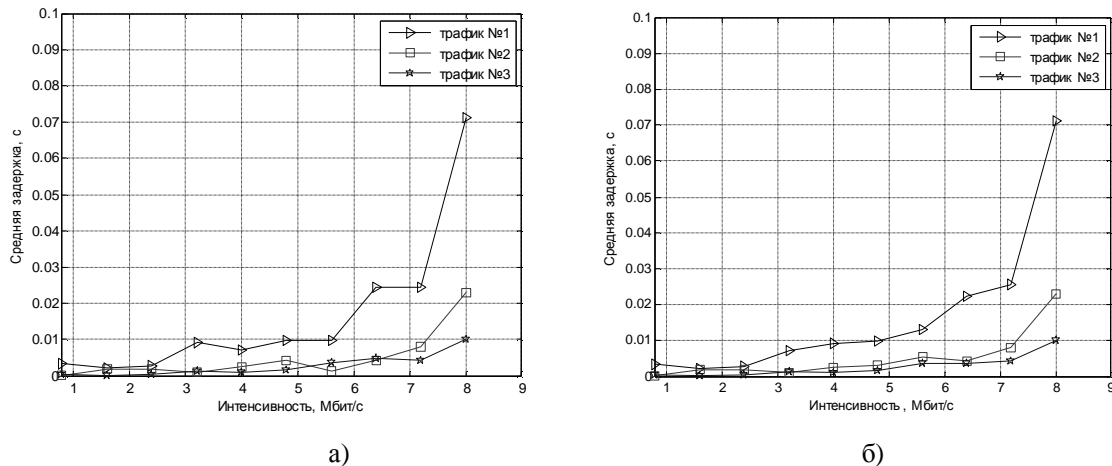 0.1
0.09
0.08
0.07
0.06
0.05
0.04
0.03
0.02
0.01
0
Средняя задержка, с
трафик №1
трафик №2
трафик №3
1 2 3 4 5 6 7 8 9
Интенсивность, Мбит/с
а)
0.1
0.09
0.08
0.07
0.06
0.05
0.04
0.03
0.02
0.01
0
Средняя задержка, с
трафик №1
трафик №2
трафик №3
1 2 3 4 5 6 7 8 9
Интенсивность , Мбит/с
б)